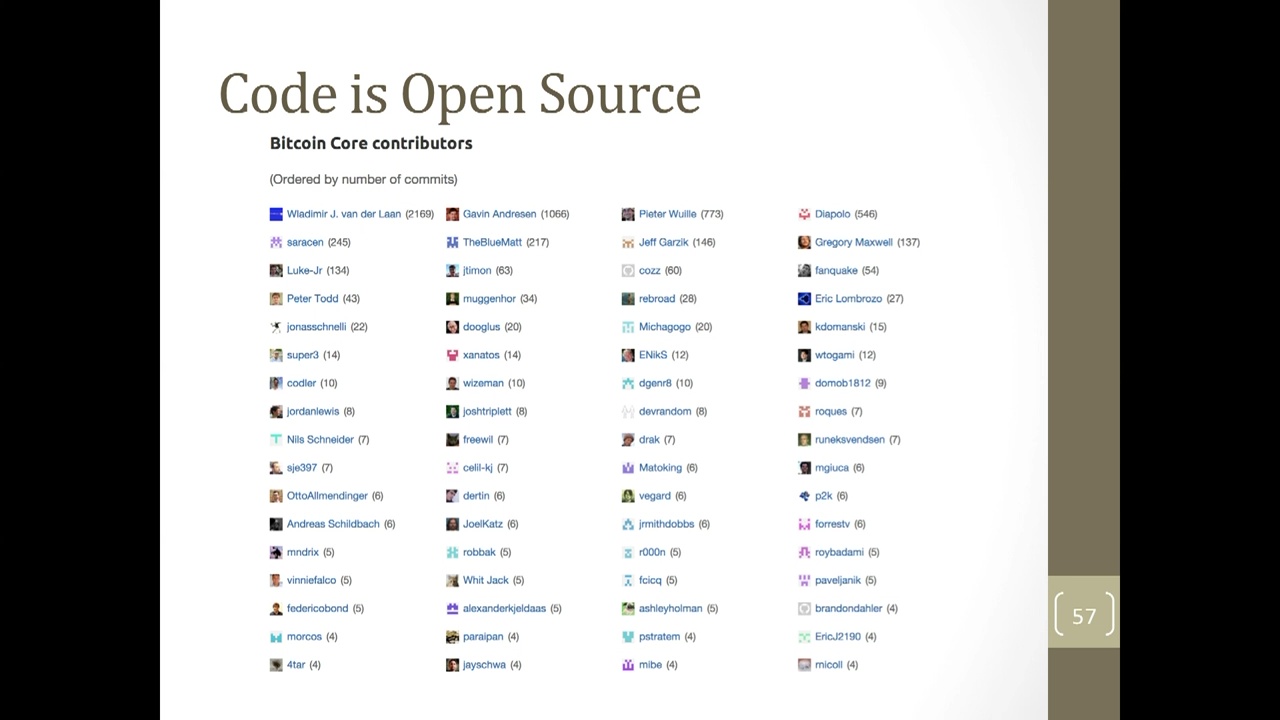 Code is Open Source
Bitcoin Core contributors
(Ordered by number of commits)
Wladimir J. van der Laan (2169) Gavin Andresen (1066) Pieter Wuille (773) Diapolo (546)
saracen (245) TheBlueMatt (217) Jeff Garzik (146) Gregory Maxwell (137)
Luke-Jr (134) jtimon (63) cozz (60) fanquake (54)
Peter Todd (43) muggenhor (34) rebroad (28) Eric Lombrozo (27)
jonasschnelli (22) dooglus (20) Michagogo (20) kdomanski (15)
super3 (14) xanatos (14) ENikS (12) wtogami (12)
codler (10) wizeman (10) dgenr8 (10) domob1812 (9)
jordanlewis (8) joshtriplett (8) devrandom (8) roques (7)
Nils Schneider (7) freewil (7) drak (7) runeksvendsen (7)
sje397 (7) celil-kj (7) Matoking (6) mgiuca (6)
OttoAllmendinger (6) dertin (6) vegard (6) p2k (6)
Andreas Schildbach (6) JoelKatz (6) jrmithdobbs (6) forrestv (6)
mndrix (5) robbak (5) r000n (5) roybadami (5)
vinniefalco (5) Whit Jack (5) fcicq (5) paveljanik (5)
federicobond (5) alexanderkjeldaas (5) ashleyholman (5) brandondahler (4)
morcos (4) paraipan (4) pstratem (4) EricJ2190 (4)
4tar (4) jayschwa (4) mibe (4) rnicoll (4)
57